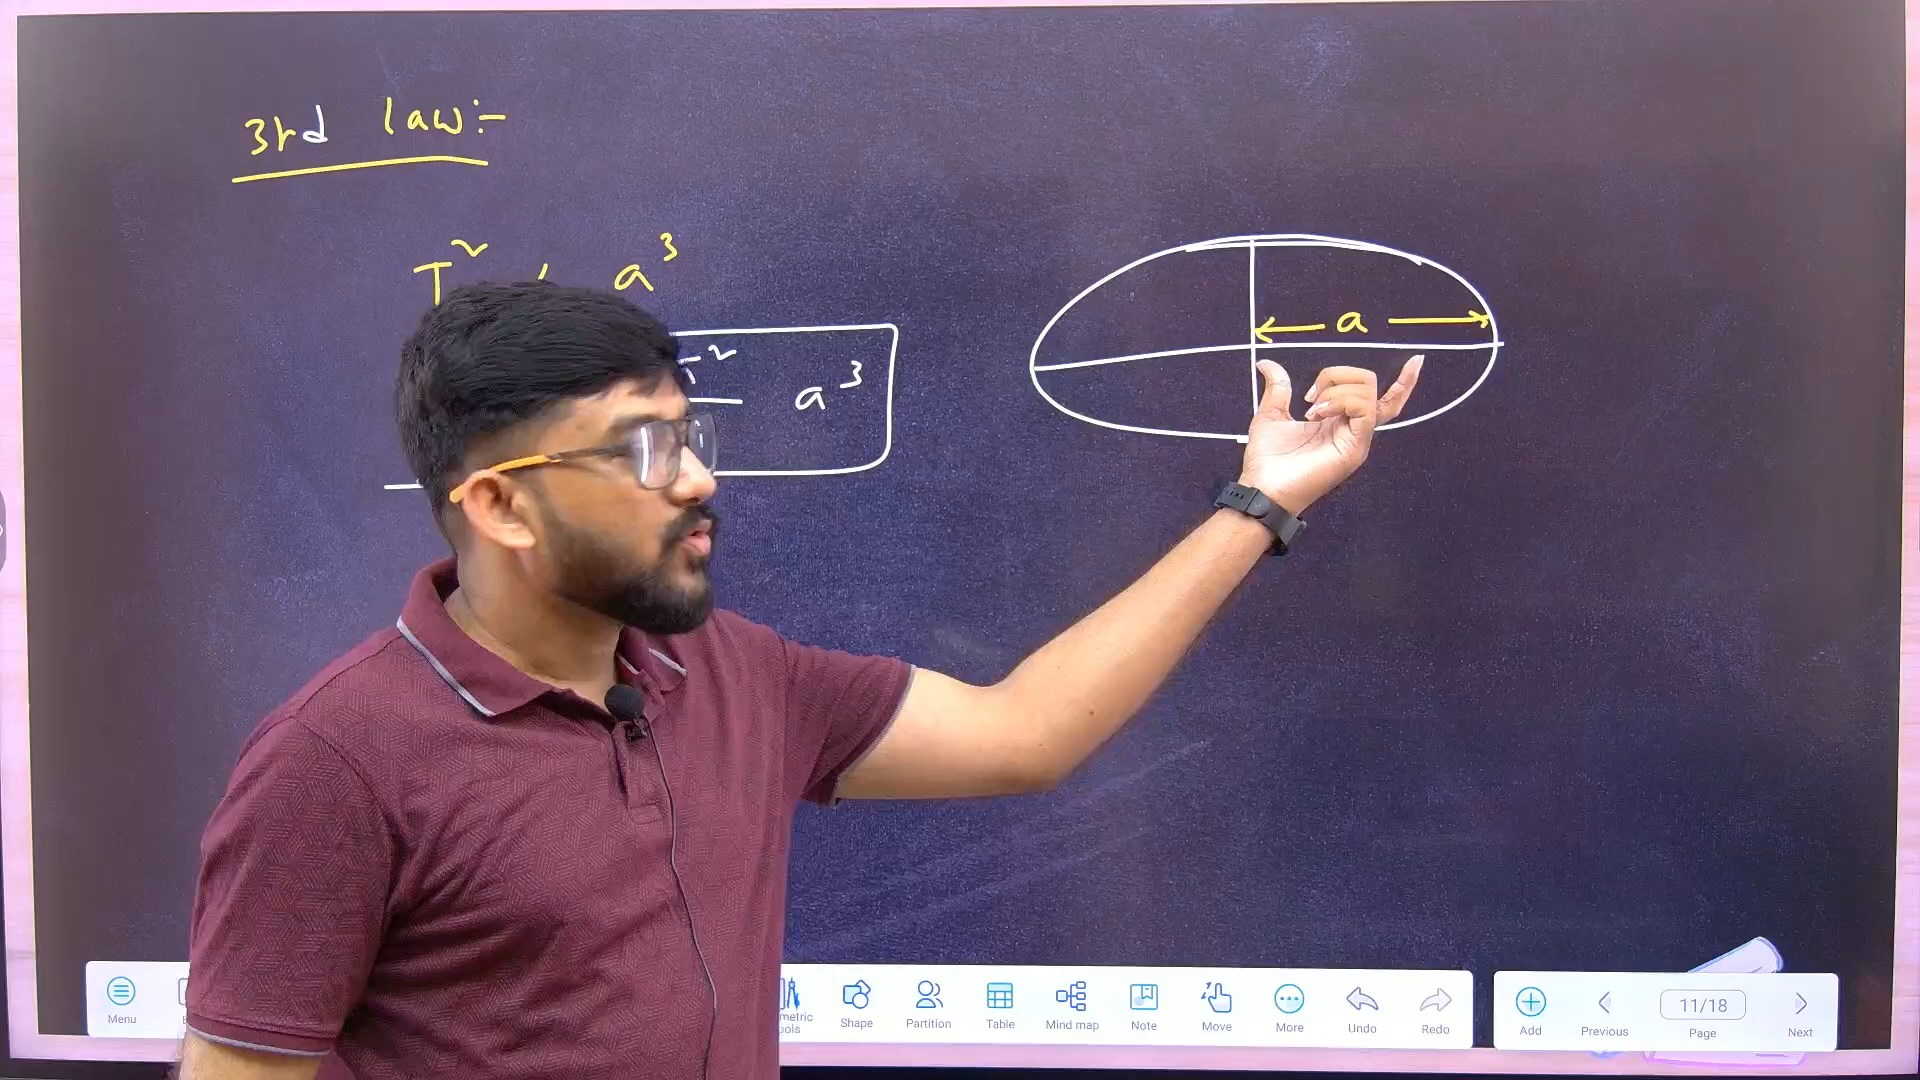 3rd law:-
T² a³
a
T² a³
Menu
Shape
Partition
Table
Mind map
Note
Move
More
Undo
Redo
Add
Previous
11/18
Page
Next